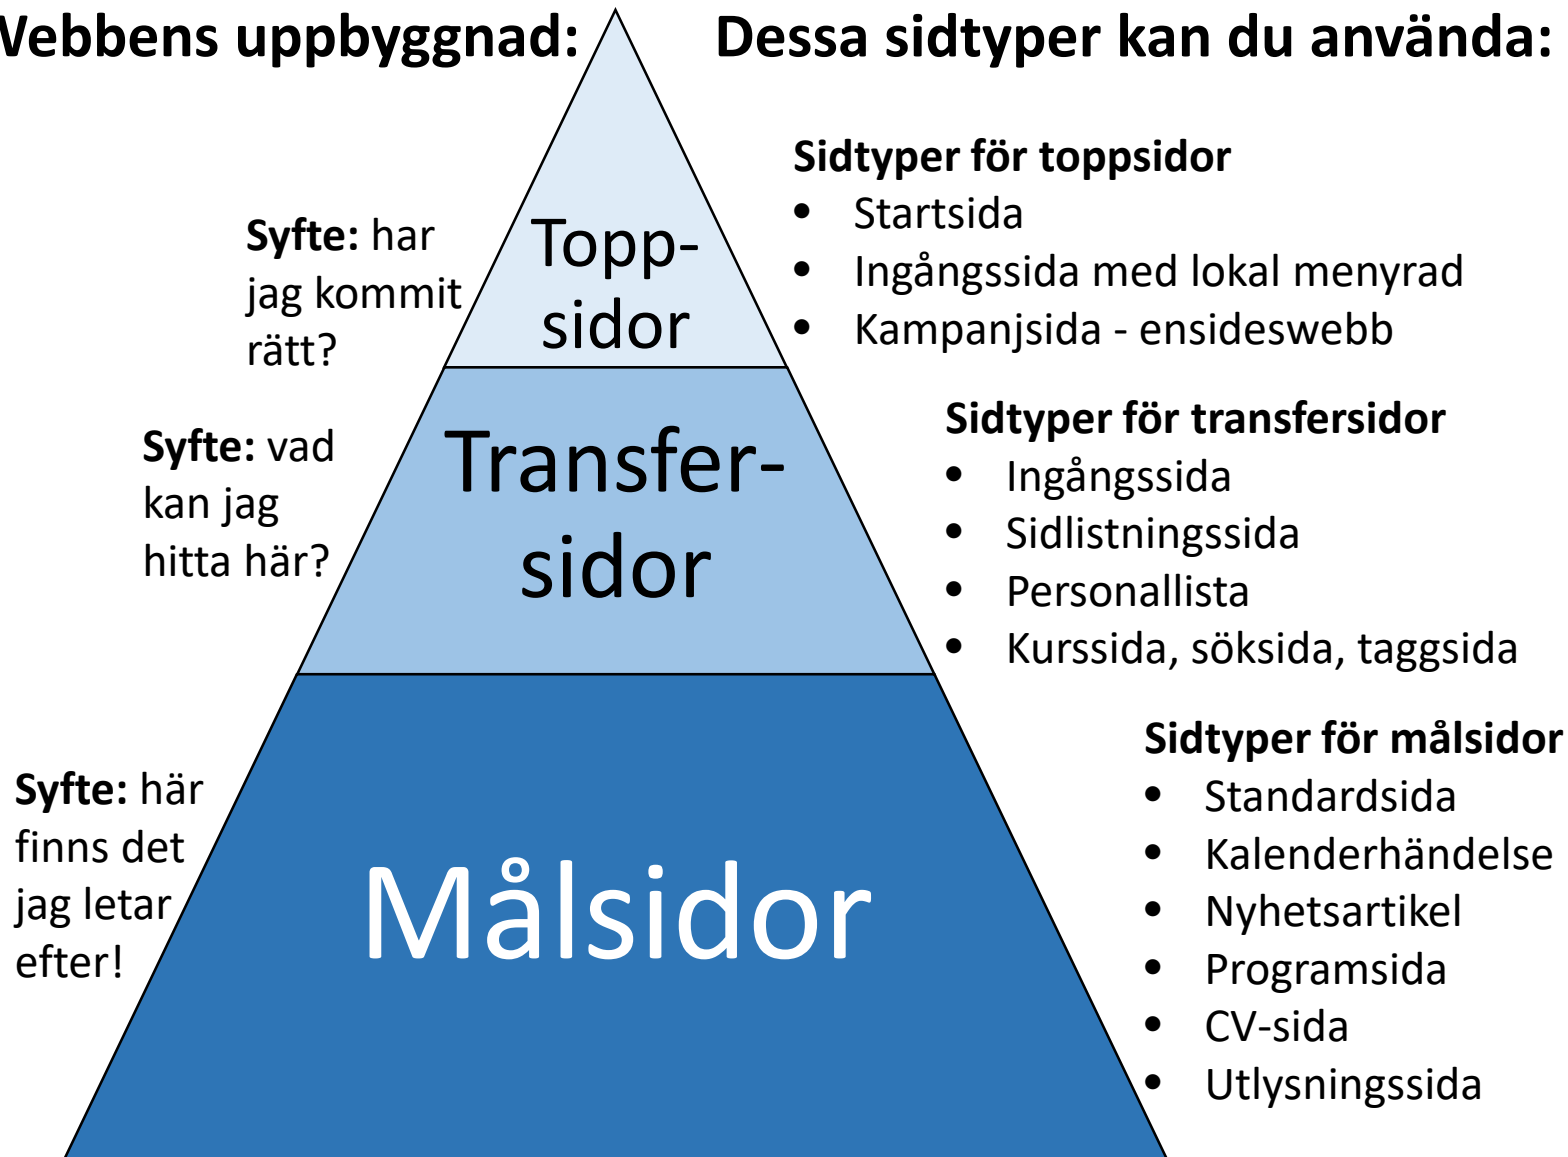 Webbens uppbyggnad:
Dessa sidtyper kan du använda:
Syfte: har
jag kommit
rätt?
Topp-
sidor
Sidtyper för toppsidor
• Startsida
• Ingångssida med lokal menyrad
• Kampanjsida - ensideswebb
Syfte: vad
kan jag
hitta här?
Transfer-
sidor
Sidtyper för transfersidor
• Ingångssida
• Sidlistningssida
• Personallista
• Kurssida, söksida, taggsida
Syfte: här
finns det
jag letar
efter!
Målsidor
Sidtyper för målsidor
• Standardsida
• Kalenderhändelse
• Nyhetsartikel
• Programsida
• CV-sida
• Utlysningssida